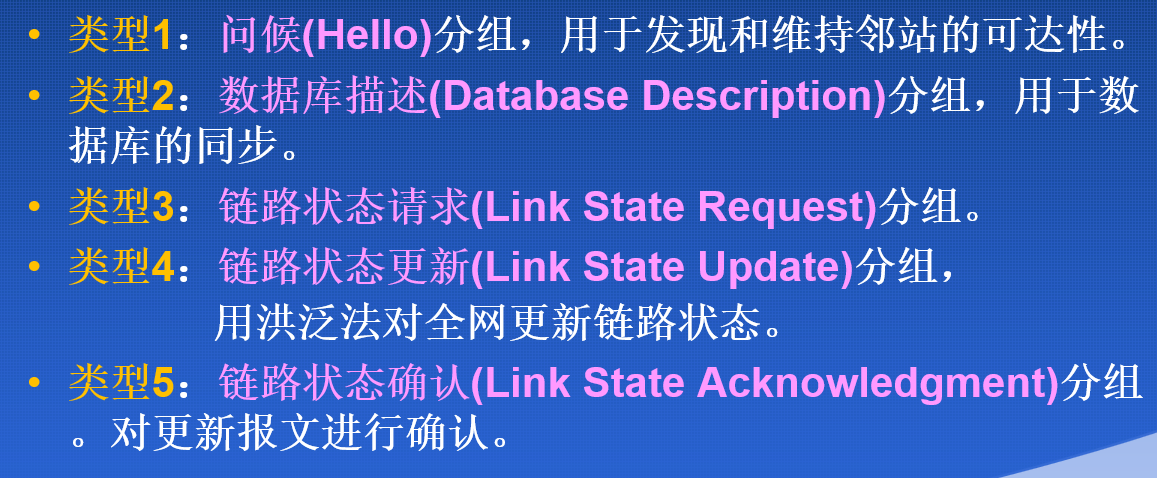 • 类型1：问候(Hello)分组，用于发现和维持邻站的可达性。
• 类型2：数据库描述(Database Description)分组，用于数
据库的同步。
• 类型3：链路状态请求(Link State Request)分组。
• 类型4：链路状态更新(Link State Update)分组，
用洪泛法对全网更新链路状态。
• 类型5：链路状态确认(Link State Acknowledgment)分组
。对更新报文进行确认。